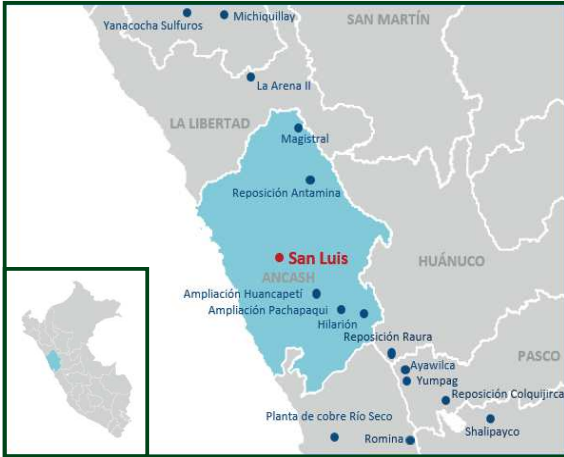 SAN MARTÍN
Michiquillay
Yanacocha Sulfuros
La Arena II
LA LIBERTAD
Magistral
Reposición Antamina
San Luis
HUÁNUCO
ANCASH
Ampliación Huancapetí
Ampliación Pachapaqui
Hilarión
Reposición Raura
PASCO
Ayawilca
Yumpag
Reposición Colquijirca
Planta de cobre Río Seco
Shalipayco
Romina